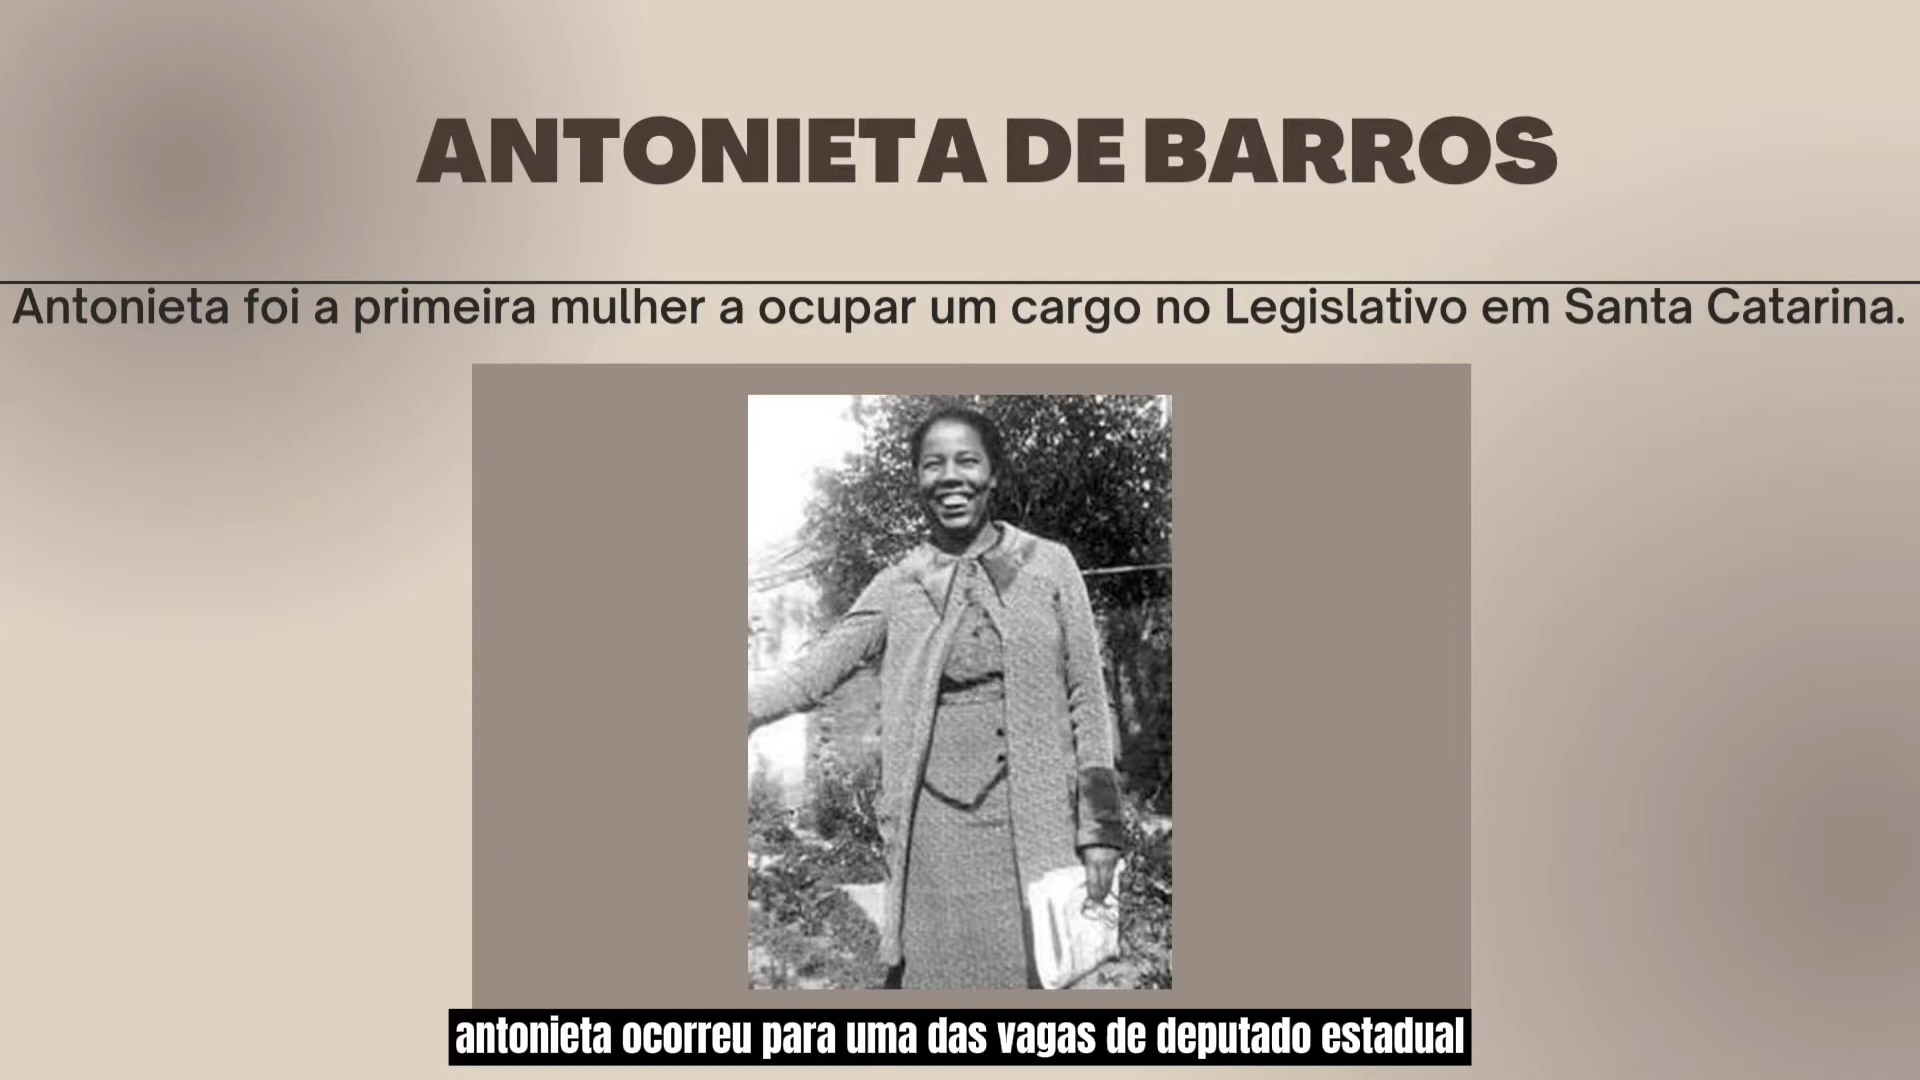 ANTONIETA DE BARROS
Antonieta foi a primeira mulher a ocupar um cargo no Legislativo em Santa Catarina.
antonieta ocorreu para uma das vagas de deputado estadual